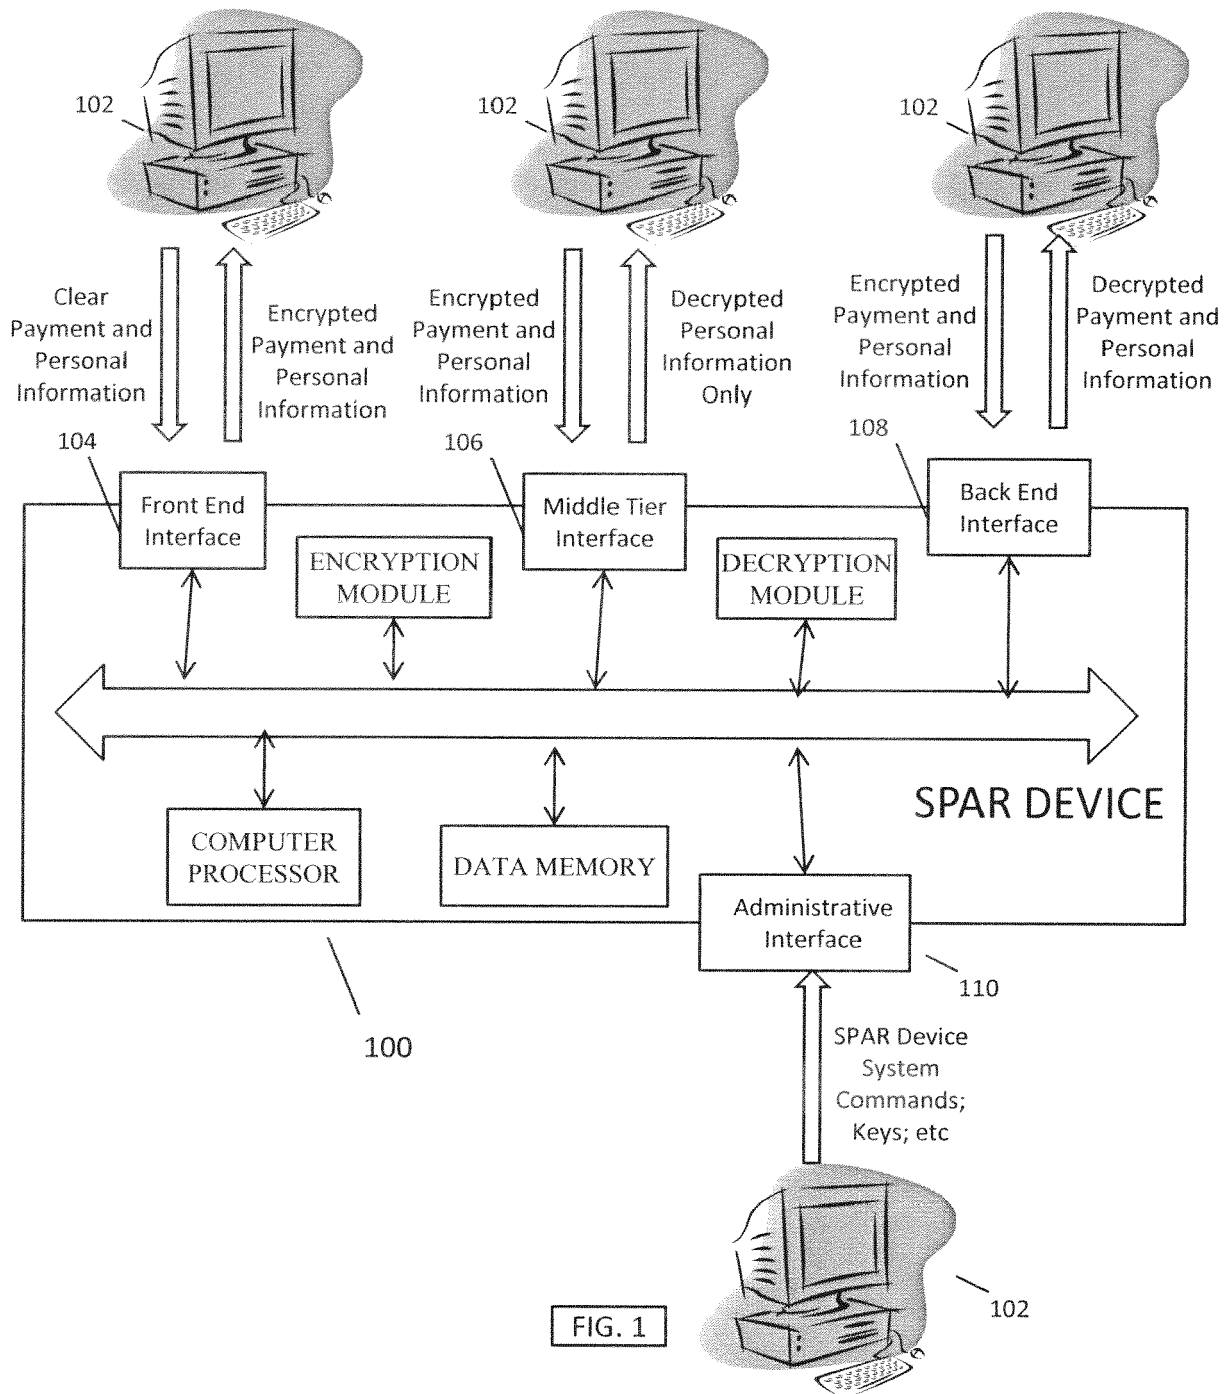 102
102
102
Clear
Payment and
Personal
Information
Encrypted
Payment and
Personal
Information
Encrypted
Payment and
Personal
Information
Decrypted
Personal
Information
Only
Encrypted
Payment and
Personal
Information
Decrypted
Payment and
Personal
Information
104
106
108
Front End
Interface
Middle Tier
Interface
Back End
Interface
ENCRYPTION
MODULE
DECRYPTION
MODULE
SPAR DEVICE
COMPUTER
PROCESSOR
DATA MEMORY
Administrative
Interface
110
100
SPAR Device
System
Commands;
Keys; etc
102
FIG. 1